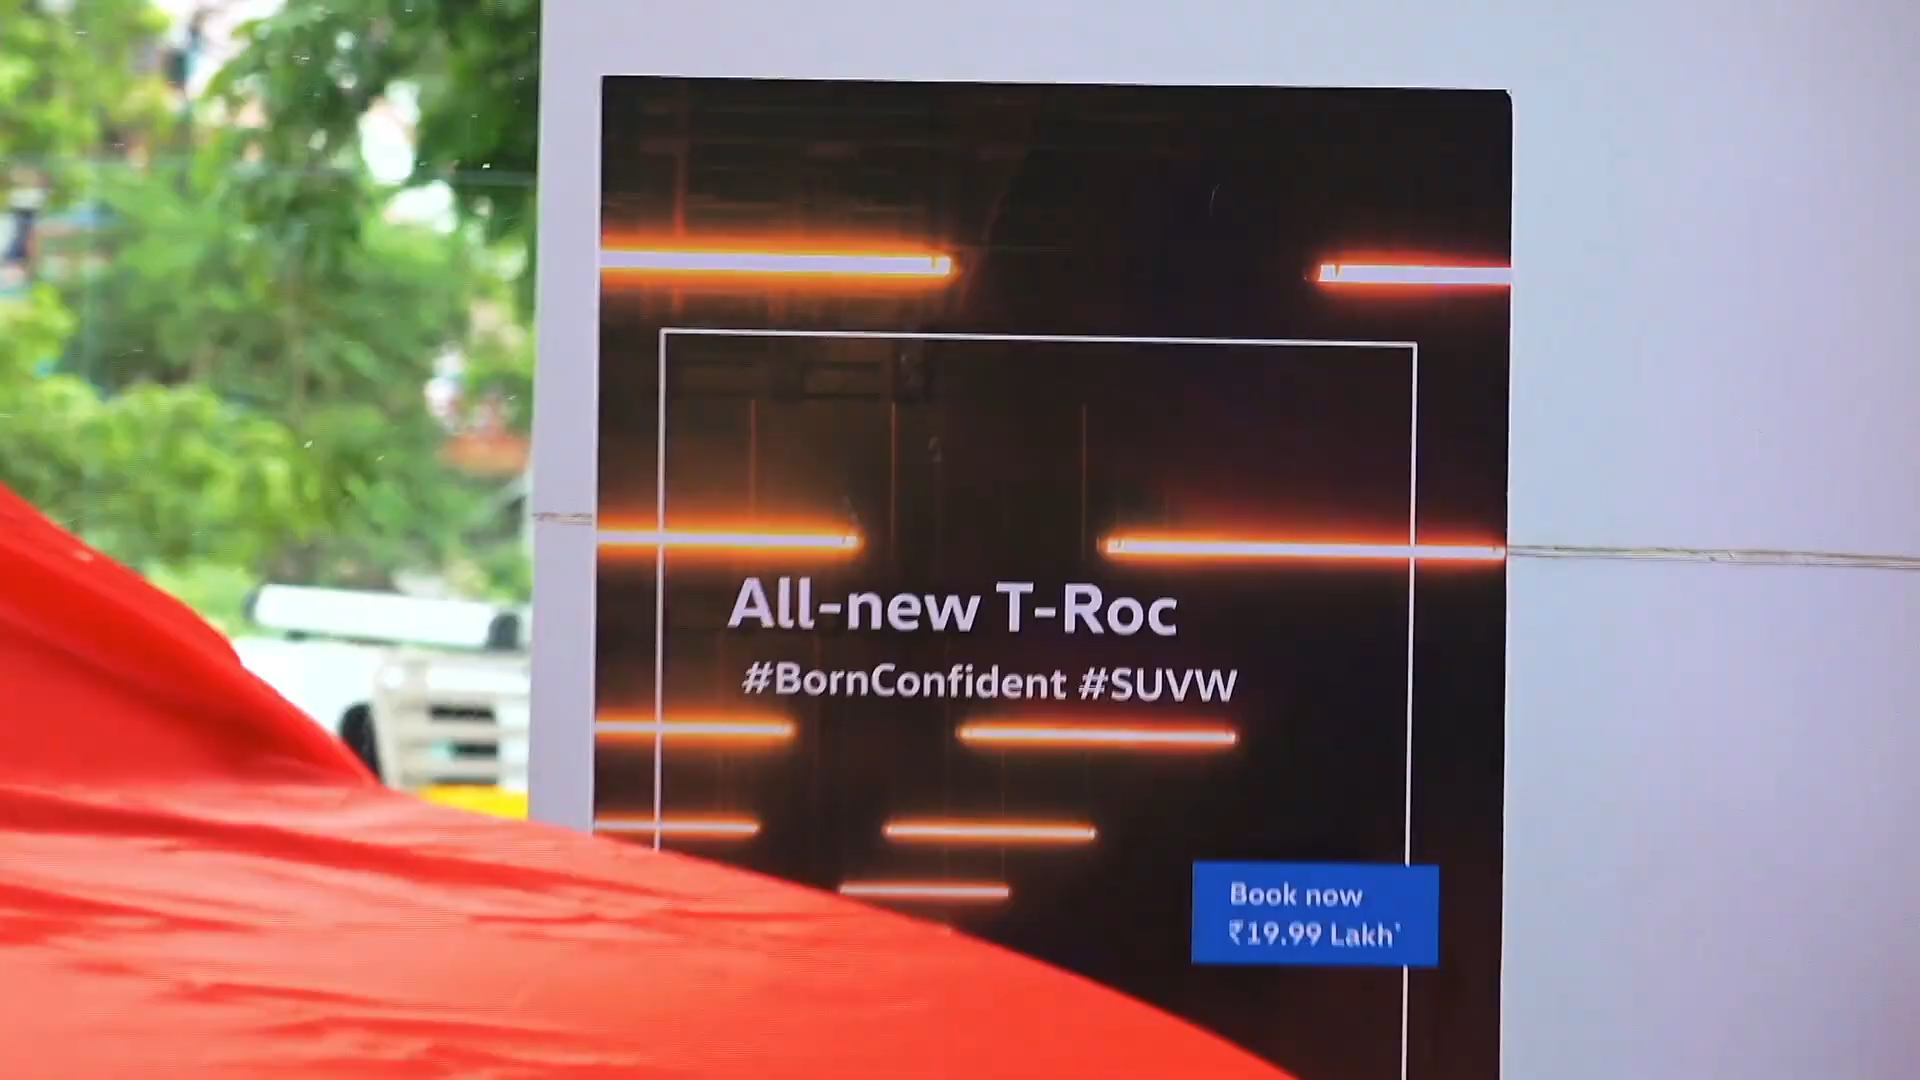 All-new T-Roc
#BornConfident #SUVW
Book now
₹19.99 Lakh*